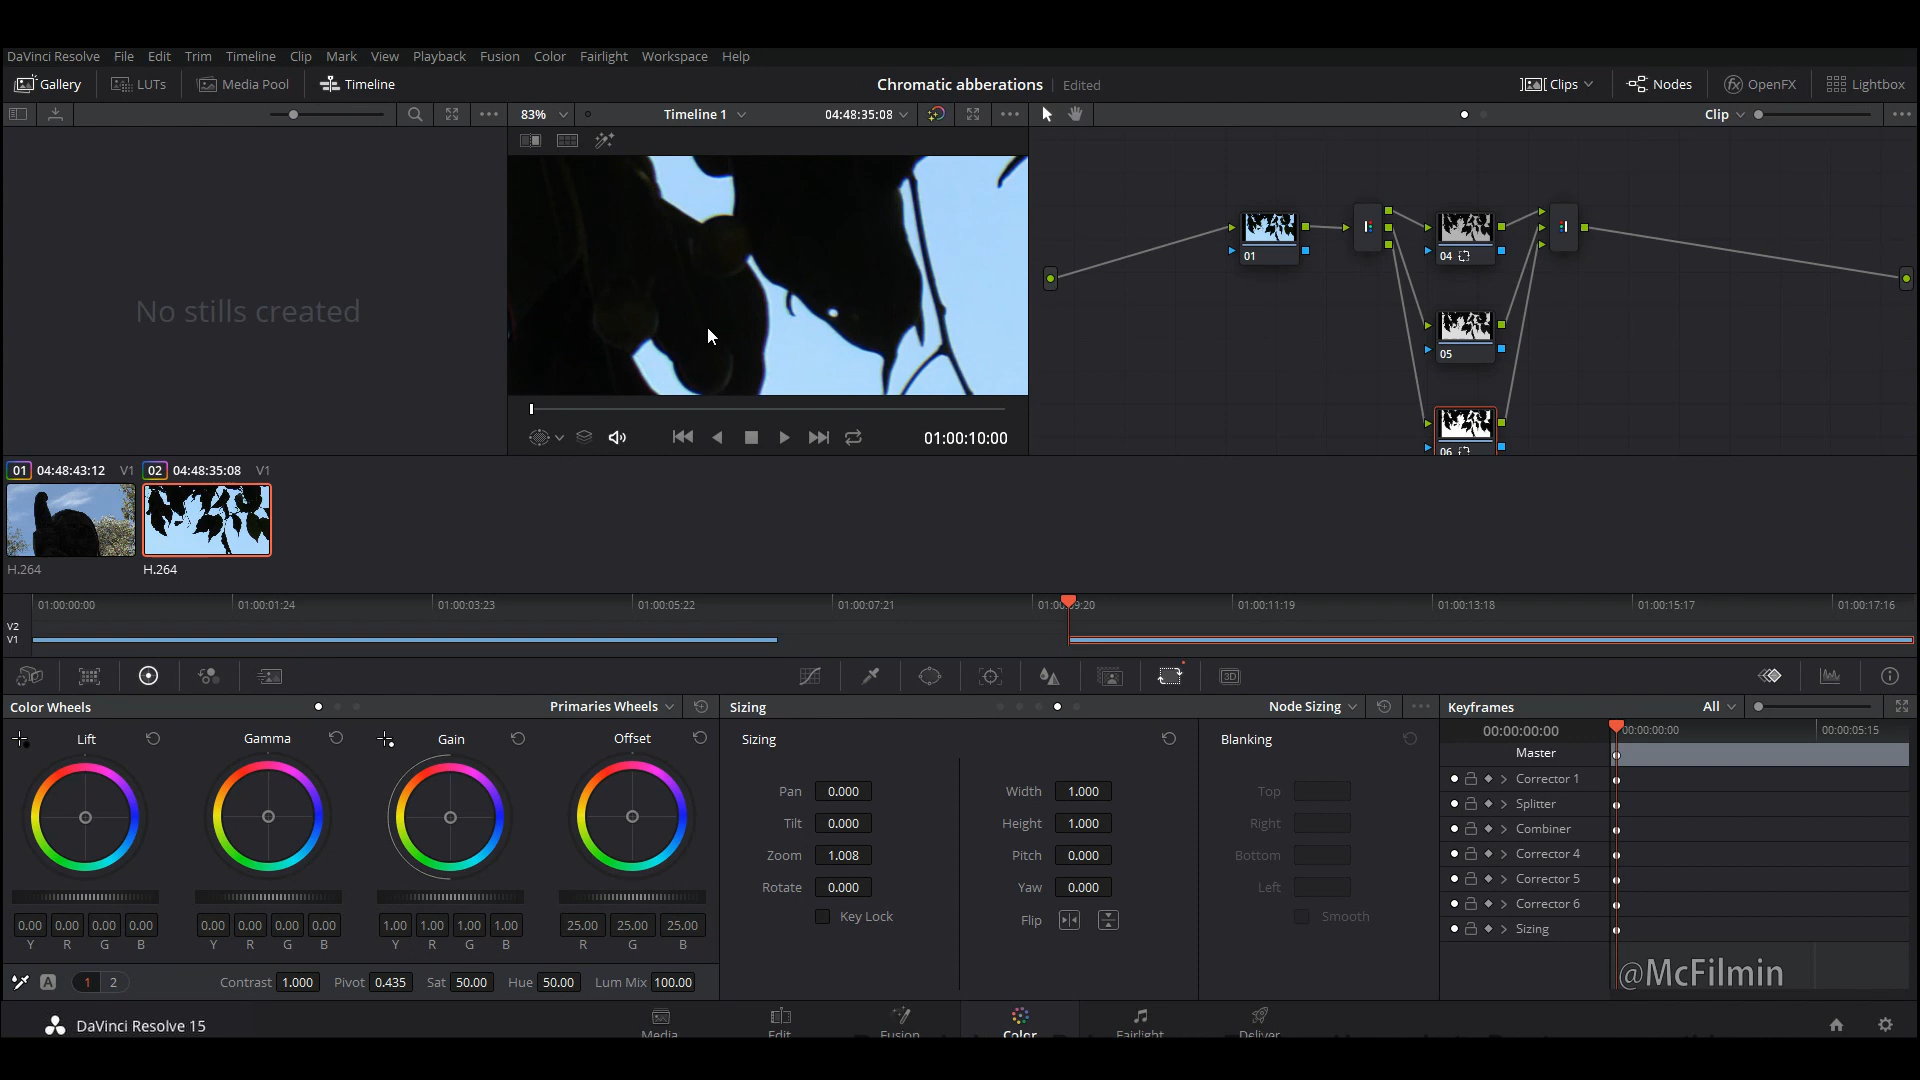 DaVinci Resolve File Edit Trim Timeline Clip Mark View Playback Fusion Color Fairlight Workspace Help
Gallery LUTs Media Pool Timeline Chromatic abberations Edited Clips Nodes OpenFX Lightbox
83% Timeline 1 04:48:35:08 Clip
No stills created
01
04
05
06
01:00:10:00
01 04:48:43:12 V1 02 04:48:35:08 V1
H.264 H.264
01:00:00:00 01:00:01:24 01:00:03:23 01:00:05:22 01:00:07:21 01:00:09:20 01:00:11:19 01:00:13:18 01:00:15:17 01:00:17:16
V2
V1
3D
Color Wheels Primaries Wheels Sizing Node Sizing Keyframes All
Lift Gamma Gain Offset Sizing Blanking 00:00:00:00 00:00:00:00 00:00:05:15
Master
Pan 0.000 Width 1.000 Top Corrector 1
Tilt 0.000 Height 1.000 Right Splitter
Combiner
Zoom 1.008 Pitch 0.000 Bottom Corrector 4
Rotate 0.000 Yaw 0.000 Left Corrector 5
Key Lock Flip Smooth Corrector 6
0.00 0.00 0.00 0.00 0.00 0.00 0.00 0.00 1.00 1.00 1.00 1.00 25.00 25.00 25.00 Sizing
Y R G B Y R G B Y R G B R G B
A 1 2 Contrast 1.000 Pivot 0.435 Sat 50.00 Hue 50.00 Lum Mix 100.00 @McFilmin
DaVinci Resolve 15 Media Edit Fusion Color Fairlight Deliver